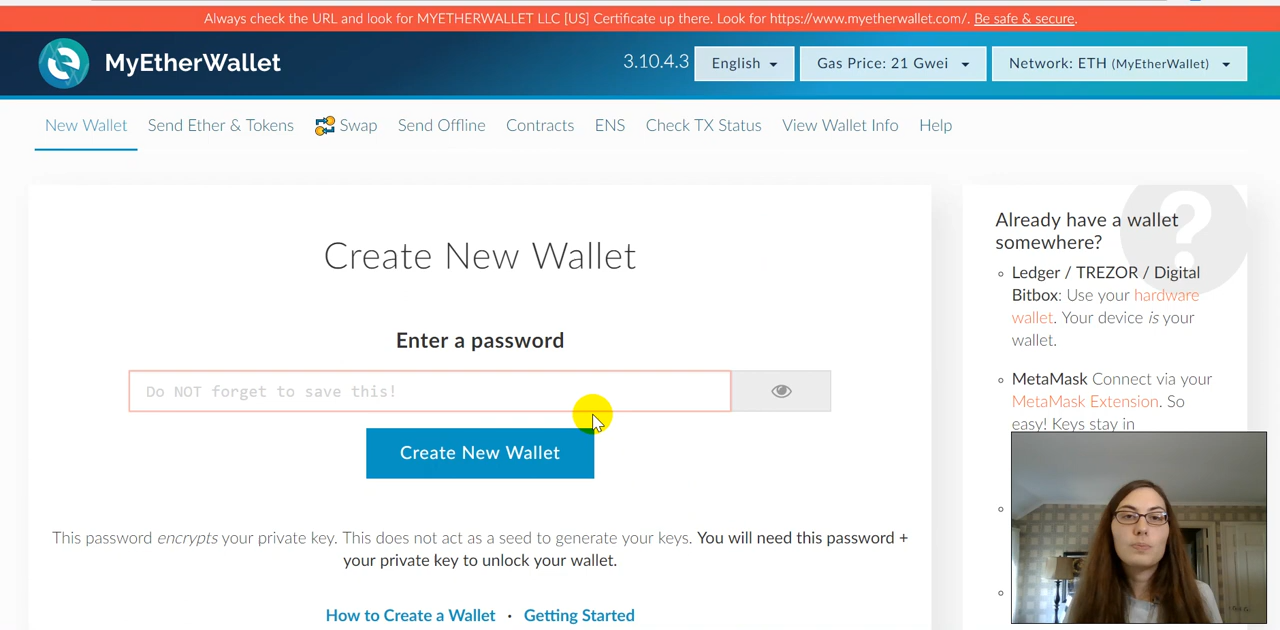 Always check the URL and look for MYETHERWALLET LLC [US] Certificate up there. Look for https://www.myetherwallet.com/. Be safe & secure.
MyEtherWallet
3.10.4.3
English
Gas Price: 21 Gwei
Network: ETH (MyEtherWallet)
New Wallet
Send Ether & Tokens
Swap
Send Offline
Contracts
ENS
Check TX Status
View Wallet Info
Help
Create New Wallet
Enter a password
Do NOT forget to save this!
Create New Wallet
This password encrypts your private key. This does not act as a seed to generate your keys. You will need this password +
your private key to unlock your wallet.
How to Create a Wallet · Getting Started
?
Already have a wallet
somewhere?
Ledger / TREZOR / Digital
Bitbox: Use your hardware
wallet. Your device is your
wallet.
MetaMask Connect via your
MetaMask Extension. So
easy! Keys stay in